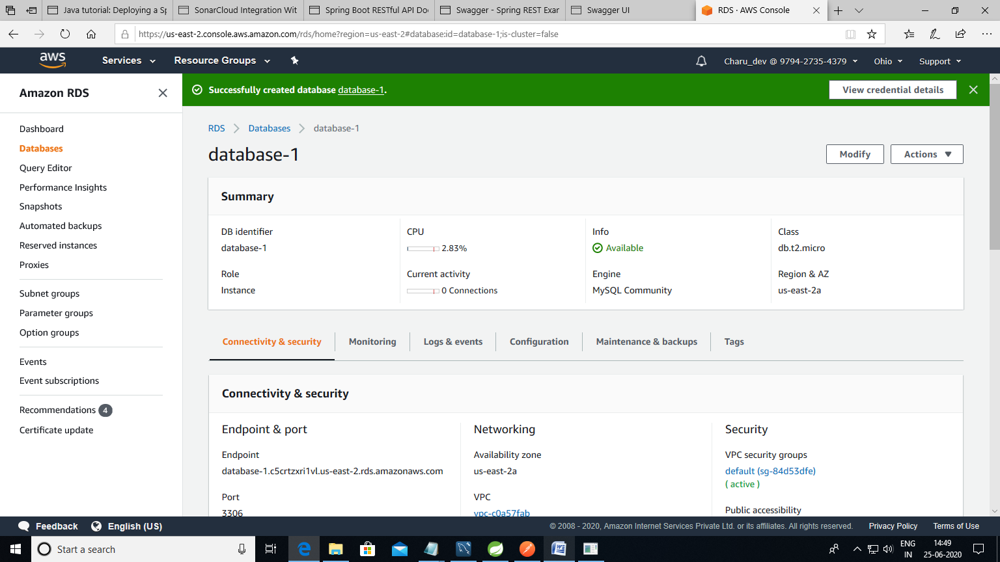 Java tutorial: Deploying a Sp
SonarCloud Integration Wit
Spring Boot RESTful API Do
Swagger - Spring REST Exar
Swagger UI
RDS · AWS Console
https://us-east-2.console.aws.amazon.com/rds/home?region=us-east-2#database:id=database-1;is-cluster=false
aws
Services
Resource Groups
Charu_dev @ 9794-2735-4379
Ohio
Support
Amazon RDS
Dashboard
Databases
Query Editor
Performance Insights
Snapshots
Automated backups
Reserved instances
Proxies
Subnet groups
Parameter groups
Option groups
Events
Event subscriptions
Recommendations 4
Certificate update
Successfully created database database-1.
View credential details
RDS
Databases
database-1
database-1
Modify
Actions
Summary
DB identifier
database-1
CPU
2.83%
Info
Available
Class
db.t2.micro
Role
Instance
Current activity
0 Connections
Engine
MySQL Community
Region & AZ
us-east-2a
Connectivity & security
Monitoring
Logs & events
Configuration
Maintenance & backups
Tags
Connectivity & security
Endpoint & port
Endpoint
database-1.c5crtzxri1vl.us-east-2.rds.amazonaws.com
Port
3306
Networking
Availability zone
us-east-2a
VPC
vpc-c0a57fab
Security
VPC security groups
default (sg-84d53dfe)
( active )
Public accessibility
Feedback
English (US)
© 2008 - 2020, Amazon Internet Services Private Ltd. or its affiliates. All rights reserved.
Privacy Policy
Terms of Use
Start a search
ENG
IN
14:49
25-06-2020